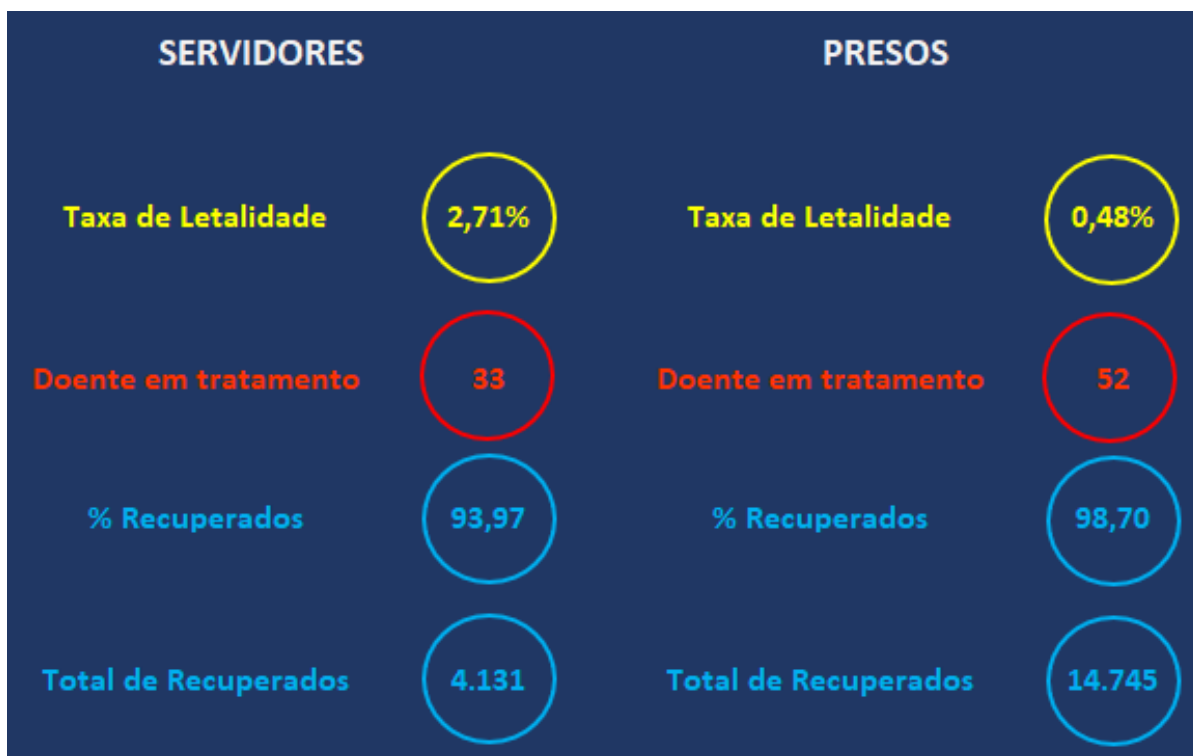 SERVIDORES
Taxa de Letalidade 2,71%
Doente em tratamento 33
% Recuperados 93,97
Total de Recuperados 4.131
PRESOS
Taxa de Letalidade 0,48%
Doente em tratamento 52
% Recuperados 98,70
Total de Recuperados 14.745